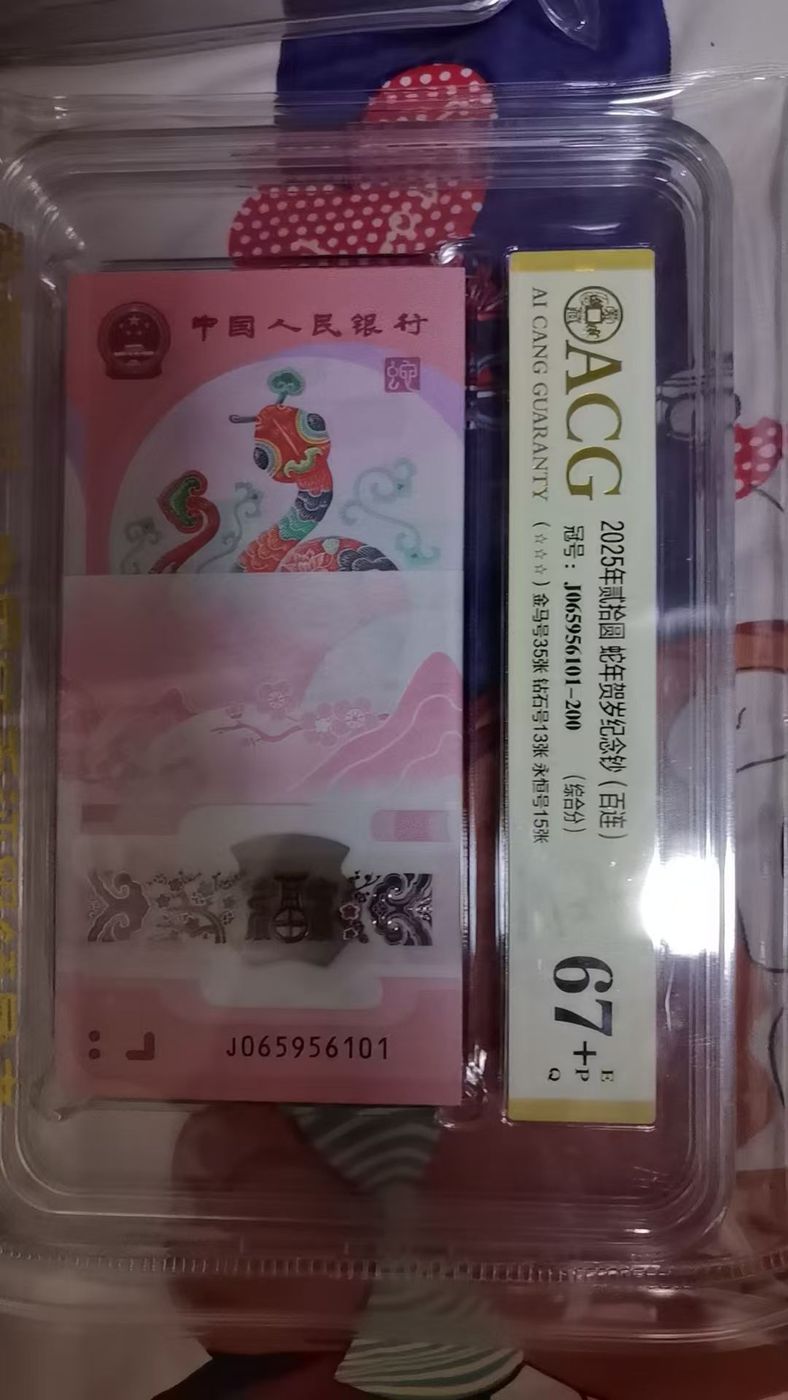 中国人民银行
蛇
J065956101
ACG
AI CANG GUARANTY
2025年贰拾圆 蛇年贺岁纪念钞（百连）
冠号：J065956101-200 （综合分）
（☆☆☆）金马号35张 钻石号13张 永恒号15张
67+
E
P
Q